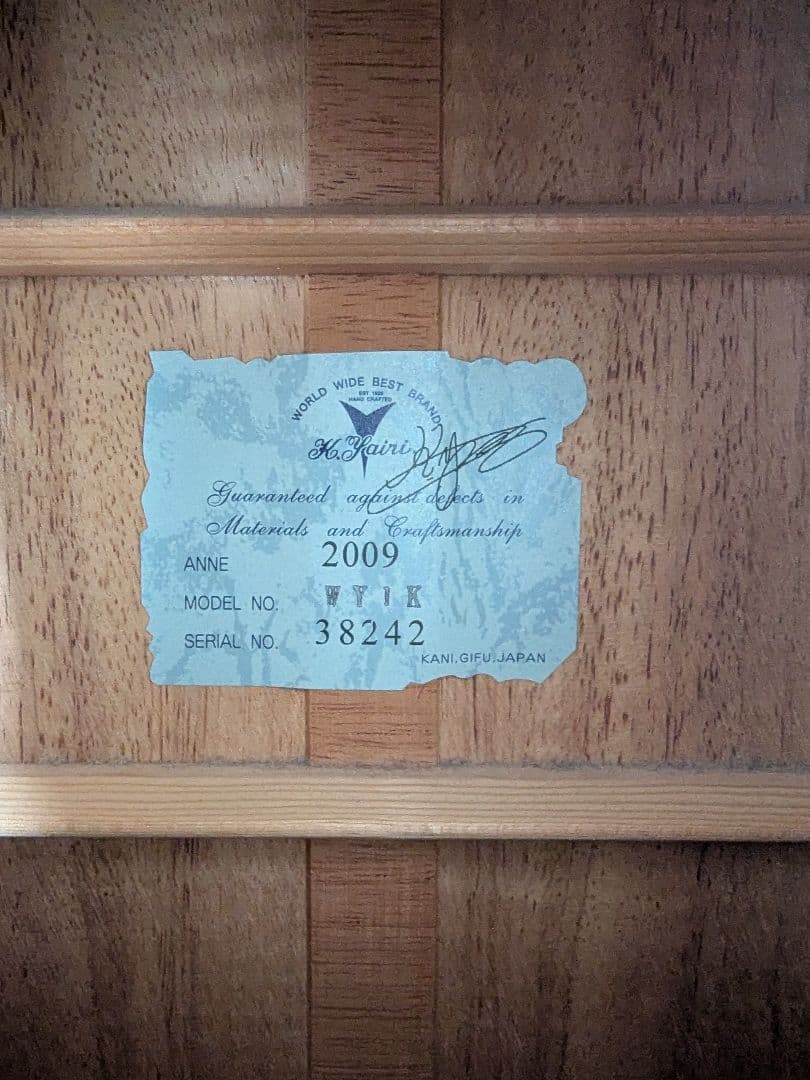 WORLD WIDE BEST BRAND
EST 1929
HAND CRAFTED
K.Yairi
Guaranteed against defects in
Materials and Craftsmanship
ANNE 2009
MODEL NO. WY1K
SERIAL NO. 38242
KANI.GIFU.JAPAN